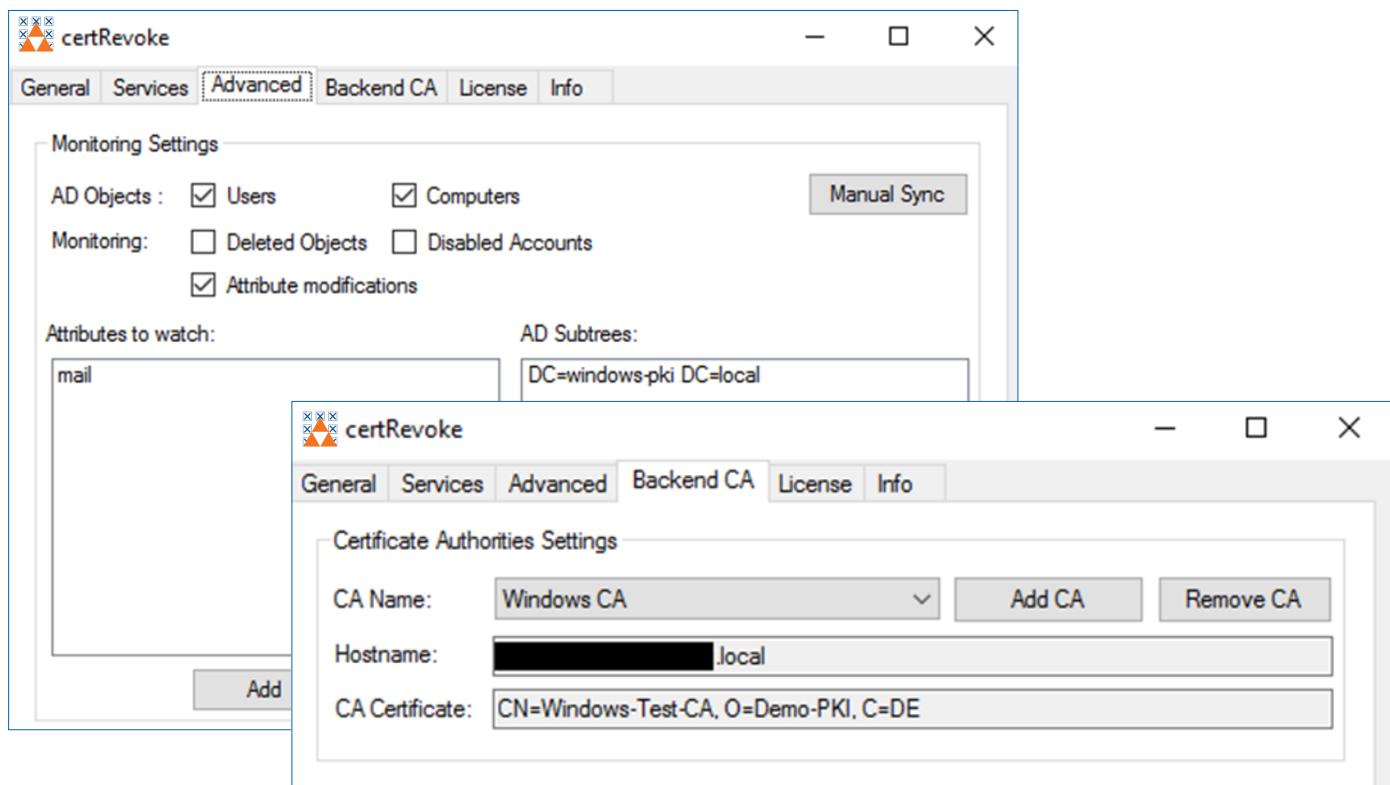 certRevoke
General Services Advanced Backend CA License Info
Monitoring Settings
AD Objects : Users Computers Manual Sync
Monitoring: Deleted Objects Disabled Accounts
Attribute modifications
Attributes to watch: AD Subtrees:
mail DC=windows-pki DC=local
Add
certRevoke
General Services Advanced Backend CA License Info
Certificate Authorities Settings
CA Name: Windows CA Add CA Remove CA
Hostname: .local
CA Certificate: CN=Windows-Test-CA, O=Demo-PKI, C=DE